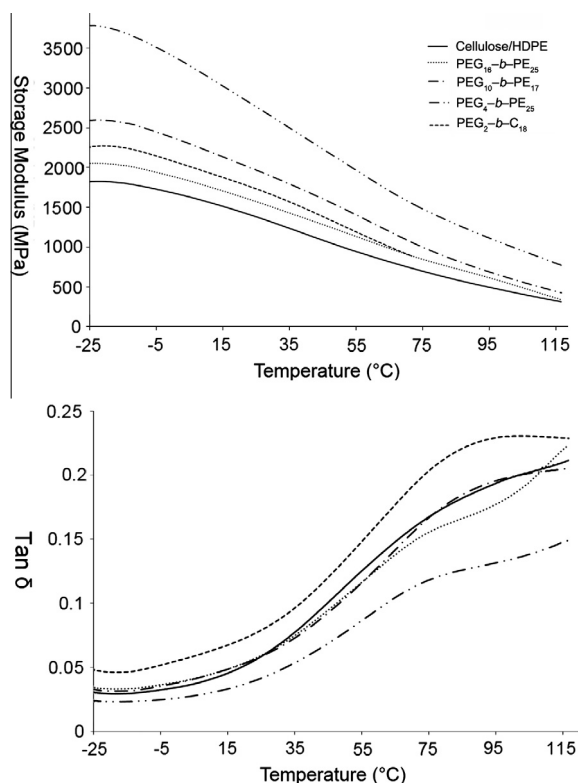 3500
3000
2500
2000
1500
1000
500
0
Storage Modulus (MPa)
Cellulose/HDPE
PEG₁₆–b–PE₂₅
PEG₁₀–b–PE₁₇
PEG₄–b–PE₂₅
PEG₂–b–C₁₈
-25 -5 15 35 55 75 95 115
Temperature (°C)
0.25
0.2
0.15
0.1
0.05
0
Tan δ
-25 -5 15 35 55 75 95 115
Temperature (°C)